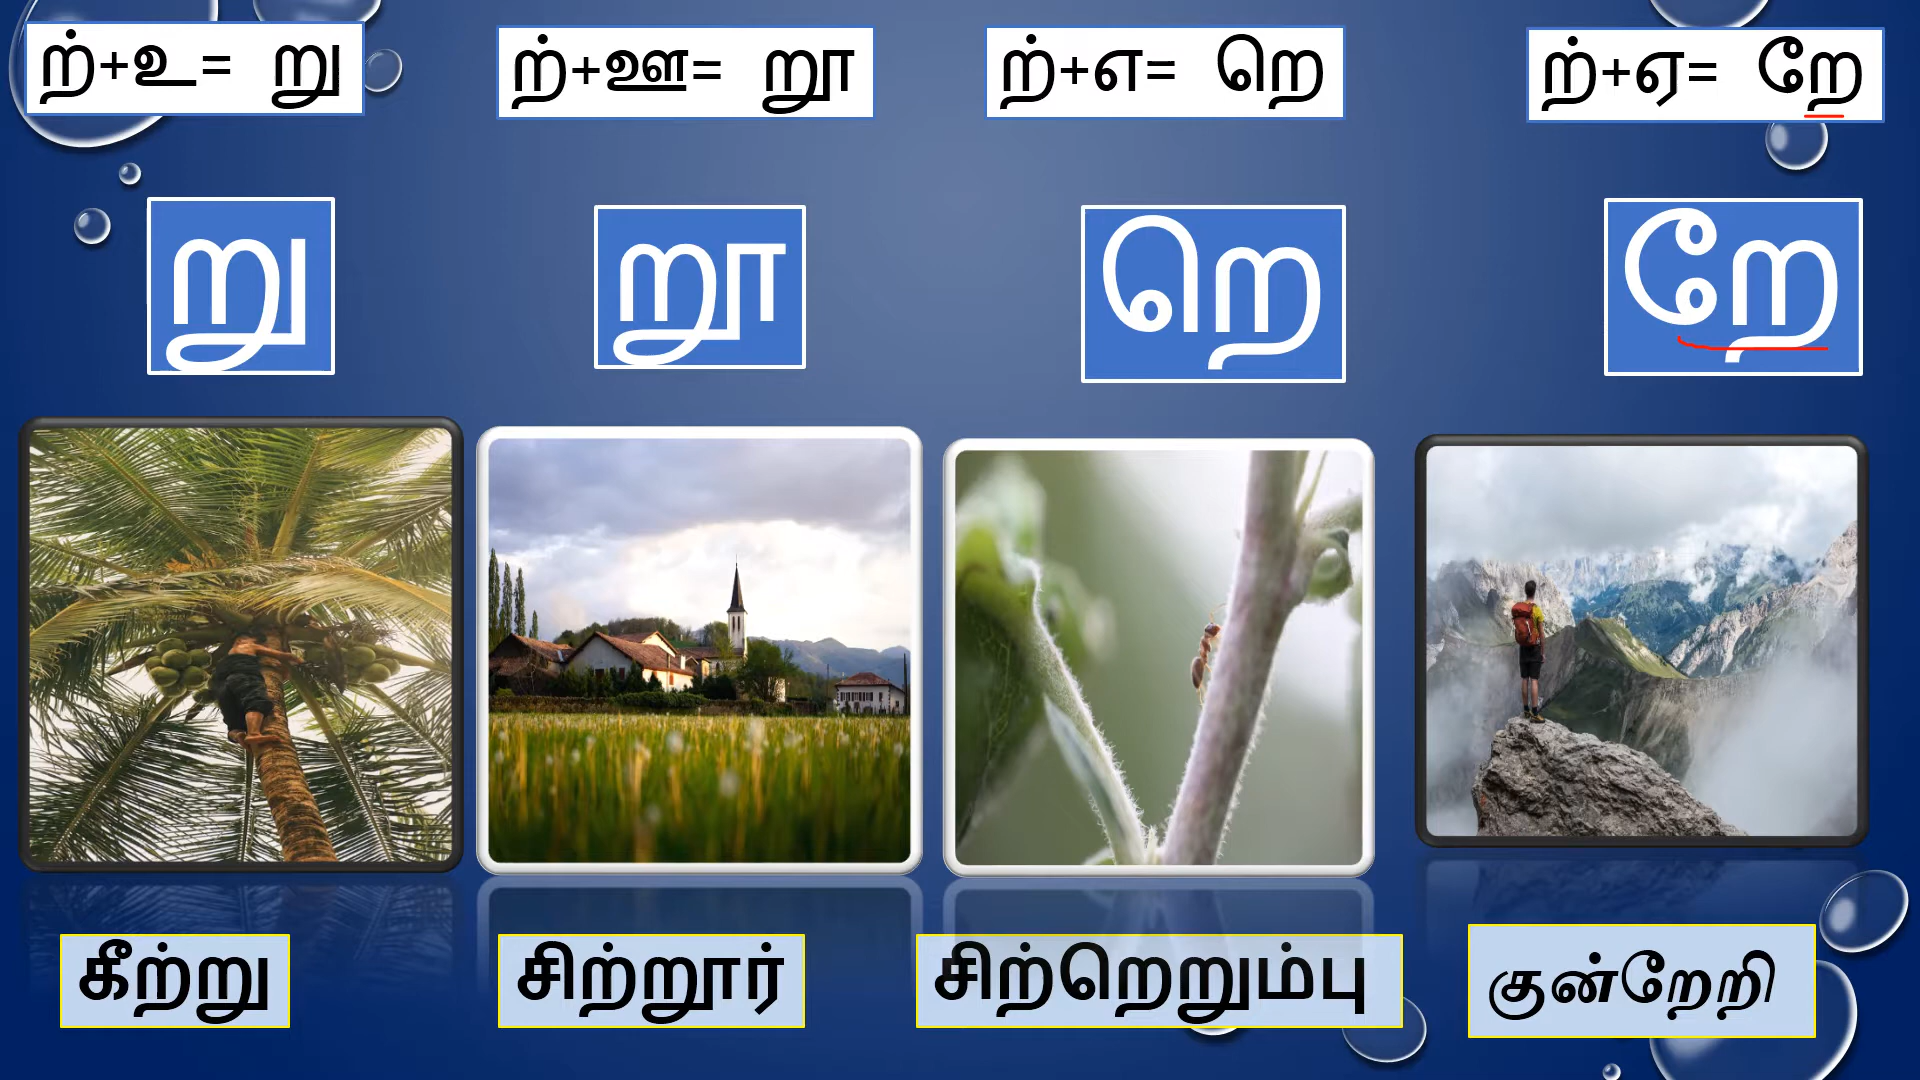 ற்+உ= று
ற்+ஊ= றூ
ற்+எ= றெ
ற்+ஏ= றே
று
றூ
றெ
றே
கீற்று
சிற்றூர்
சிற்றெறும்பு
குன்றேறி